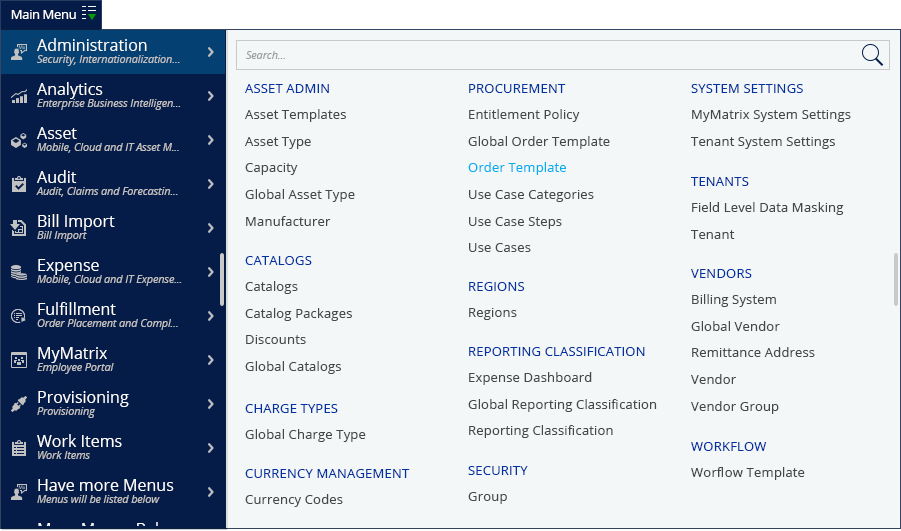 Main Menu
Administration
Security, Internationalization...
Analytics
Enterprise Business Intelligen...
Asset
Mobile, Cloud and IT Asset M...
Audit
Audit, Claims and Forecastin...
Bill Import
Bill Import
Expense
Mobile, Cloud and IT Expense...
Fulfillment
Order Placement and Compl...
MyMatrix
Employee Portal
Provisioning
Provisioning
Work Items
Work Items
Have more Menus
Menus will be listed below
Search...
ASSET ADMIN
Asset Templates
Asset Type
Capacity
Global Asset Type
Manufacturer
CATALOGS
Catalogs
Catalog Packages
Discounts
Global Catalogs
CHARGE TYPES
Global Charge Type
CURRENCY MANAGEMENT
Currency Codes
PROCUREMENT
Entitlement Policy
Global Order Template
Order Template
Use Case Categories
Use Case Steps
Use Cases
REGIONS
Regions
REPORTING CLASSIFICATION
Expense Dashboard
Global Reporting Classification
Reporting Classification
SECURITY
Group
SYSTEM SETTINGS
MyMatrix System Settings
Tenant System Settings
TENANTS
Field Level Data Masking
Tenant
VENDORS
Billing System
Global Vendor
Remittance Address
Vendor
Vendor Group
WORKFLOW
Worflow Template